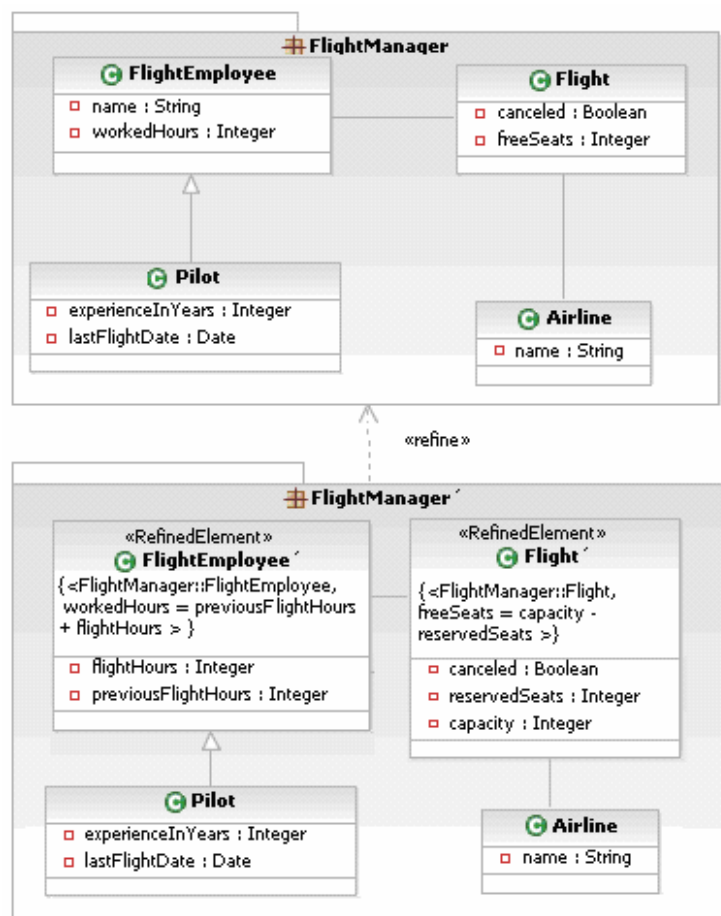 FlightManager
FlightEmployee
name : String
workedHours : Integer
Flight
canceled : Boolean
freeSeats : Integer
Pilot
experienceInYears : Integer
lastFlightDate : Date
Airline
name : String
«refine»
FlightManager´
«RefinedElement»
FlightEmployee´
{<FlightManager::FlightEmployee,
workedHours = previousFlightHours
+ flightHours > }
flightHours : Integer
previousFlightHours : Integer
«RefinedElement»
Flight´
{<FlightManager::Flight,
freeSeats = capacity -
reservedSeats >}
canceled : Boolean
reservedSeats : Integer
capacity : Integer
Pilot
experienceInYears : Integer
lastFlightDate : Date
Airline
name : String